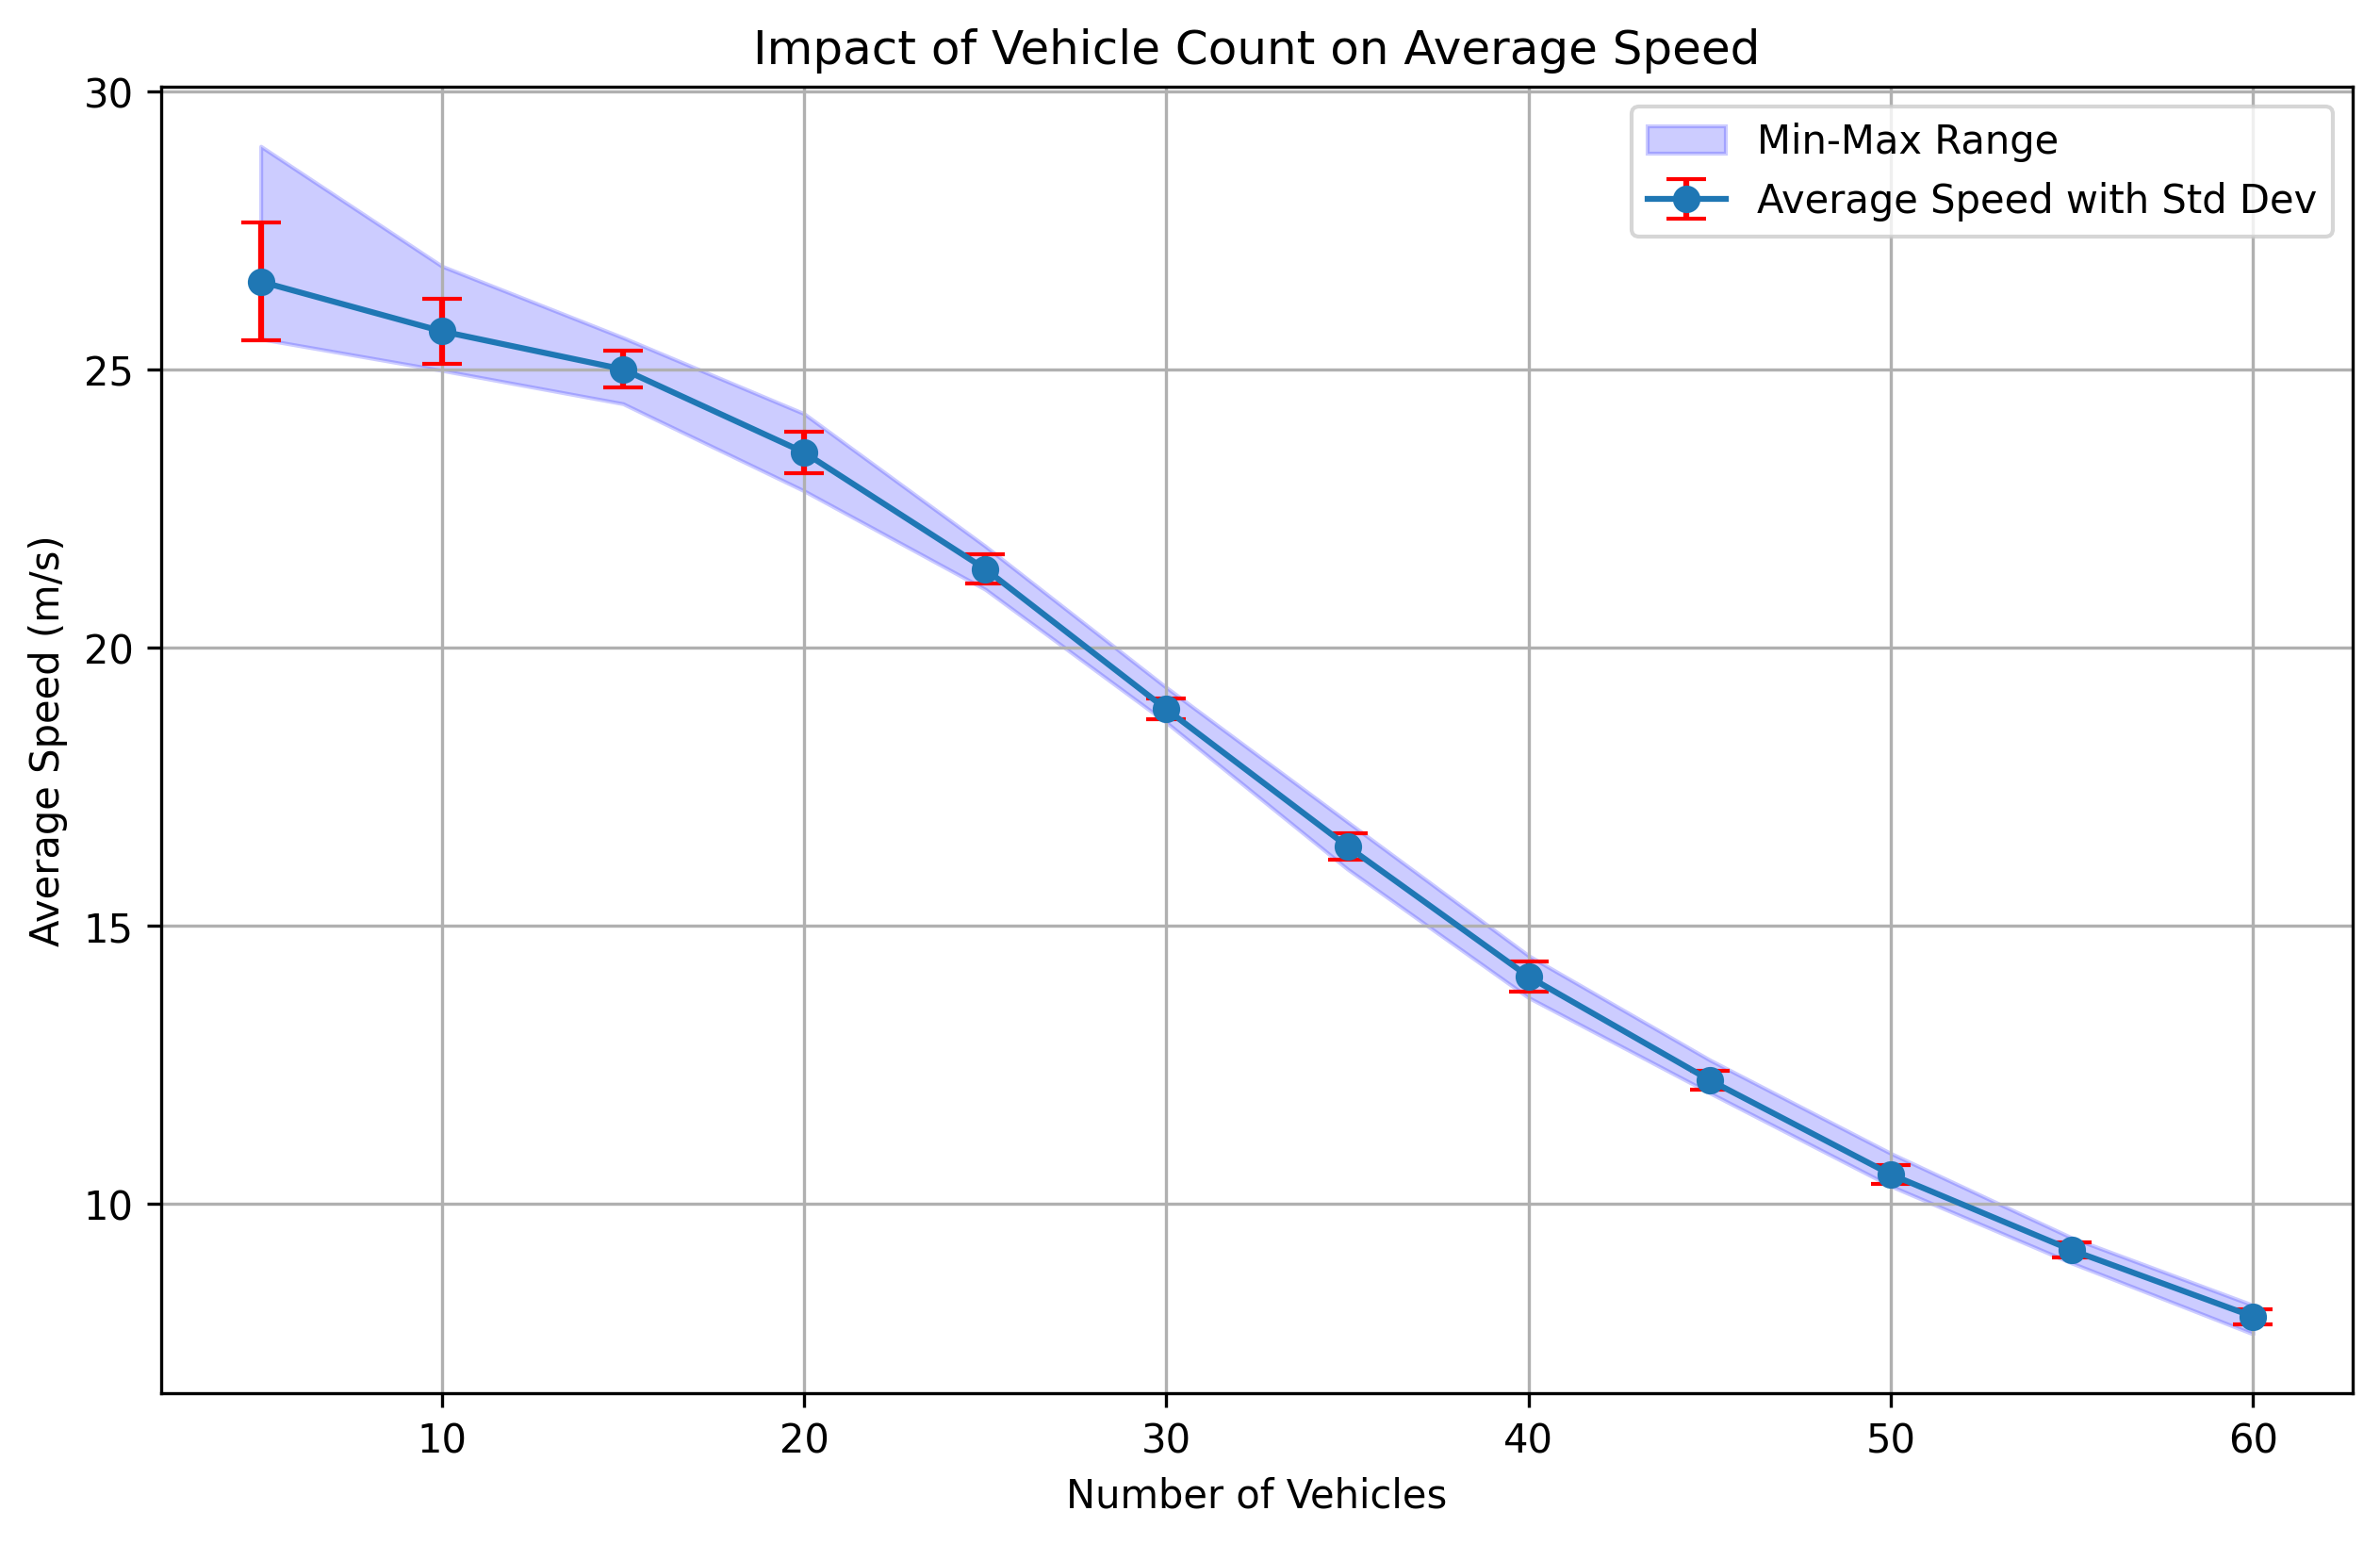 Impact of Vehicle Count on Average Speed
Min-Max Range
Average Speed with Std Dev
Average Speed (m/s)
30
25
20
15
10
10 20 30 40 50 60
Number of Vehicles